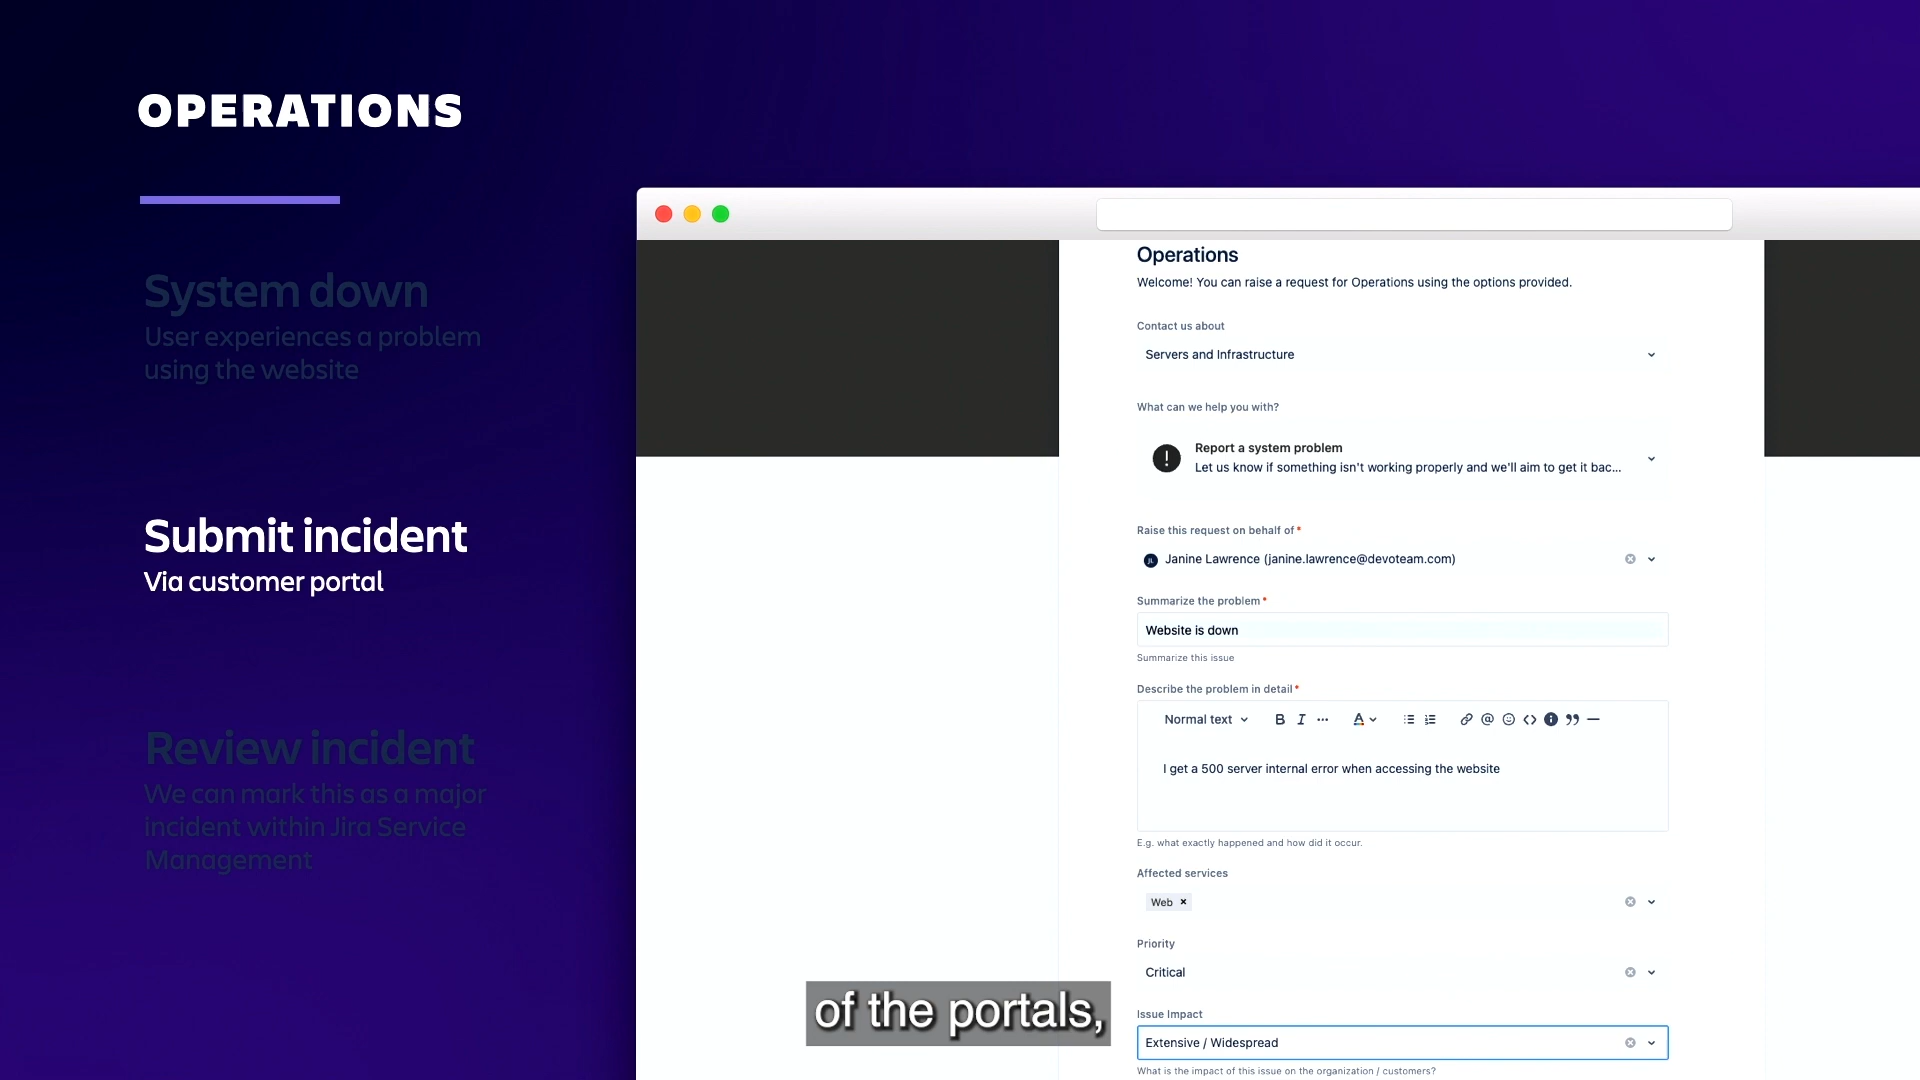 OPERATIONS
System down
User experiences a problem
using the website
Submit incident
Via customer portal
Review incident
We can mark this as a major
incident within Jira Service
Management
Operations
Welcome! You can raise a request for Operations using the options provided.
Contact us about
Servers and Infrastructure
What can we help you with?
Report a system problem
Let us know if something isn't working properly and we'll aim to get it bac...
Raise this request on behalf of *
JL Janine Lawrence (janine.lawrence@devoteam.com)
Summarize the problem *
Website is down
Summarize this issue
Describe the problem in detail *
Normal text B I ... A
I get a 500 server internal error when accessing the website
E.g. what exactly happened and how did it occur.
Affected services
Web
Priority
Critical
Issue Impact
Extensive / Widespread
What is the impact of this issue on the organization / customers?
of the portals,